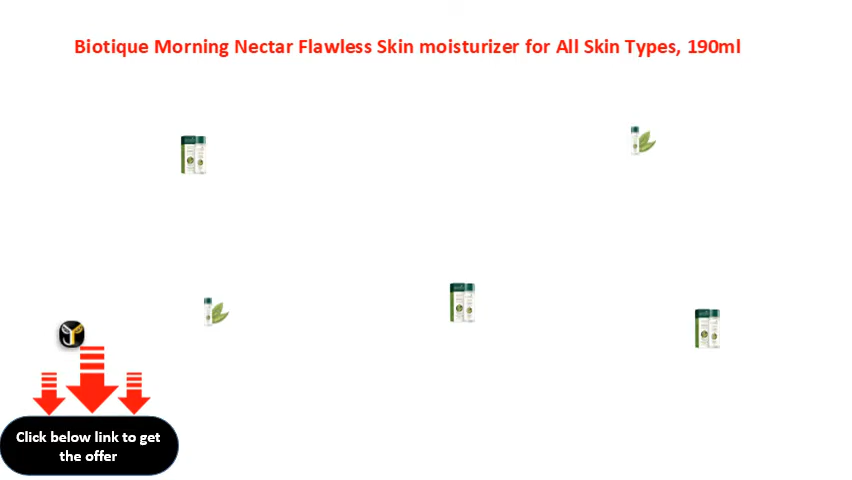 Biotique Morning Nectar Flawless Skin moisturizer for All Skin Types, 190ml
Click below link to get
the offer